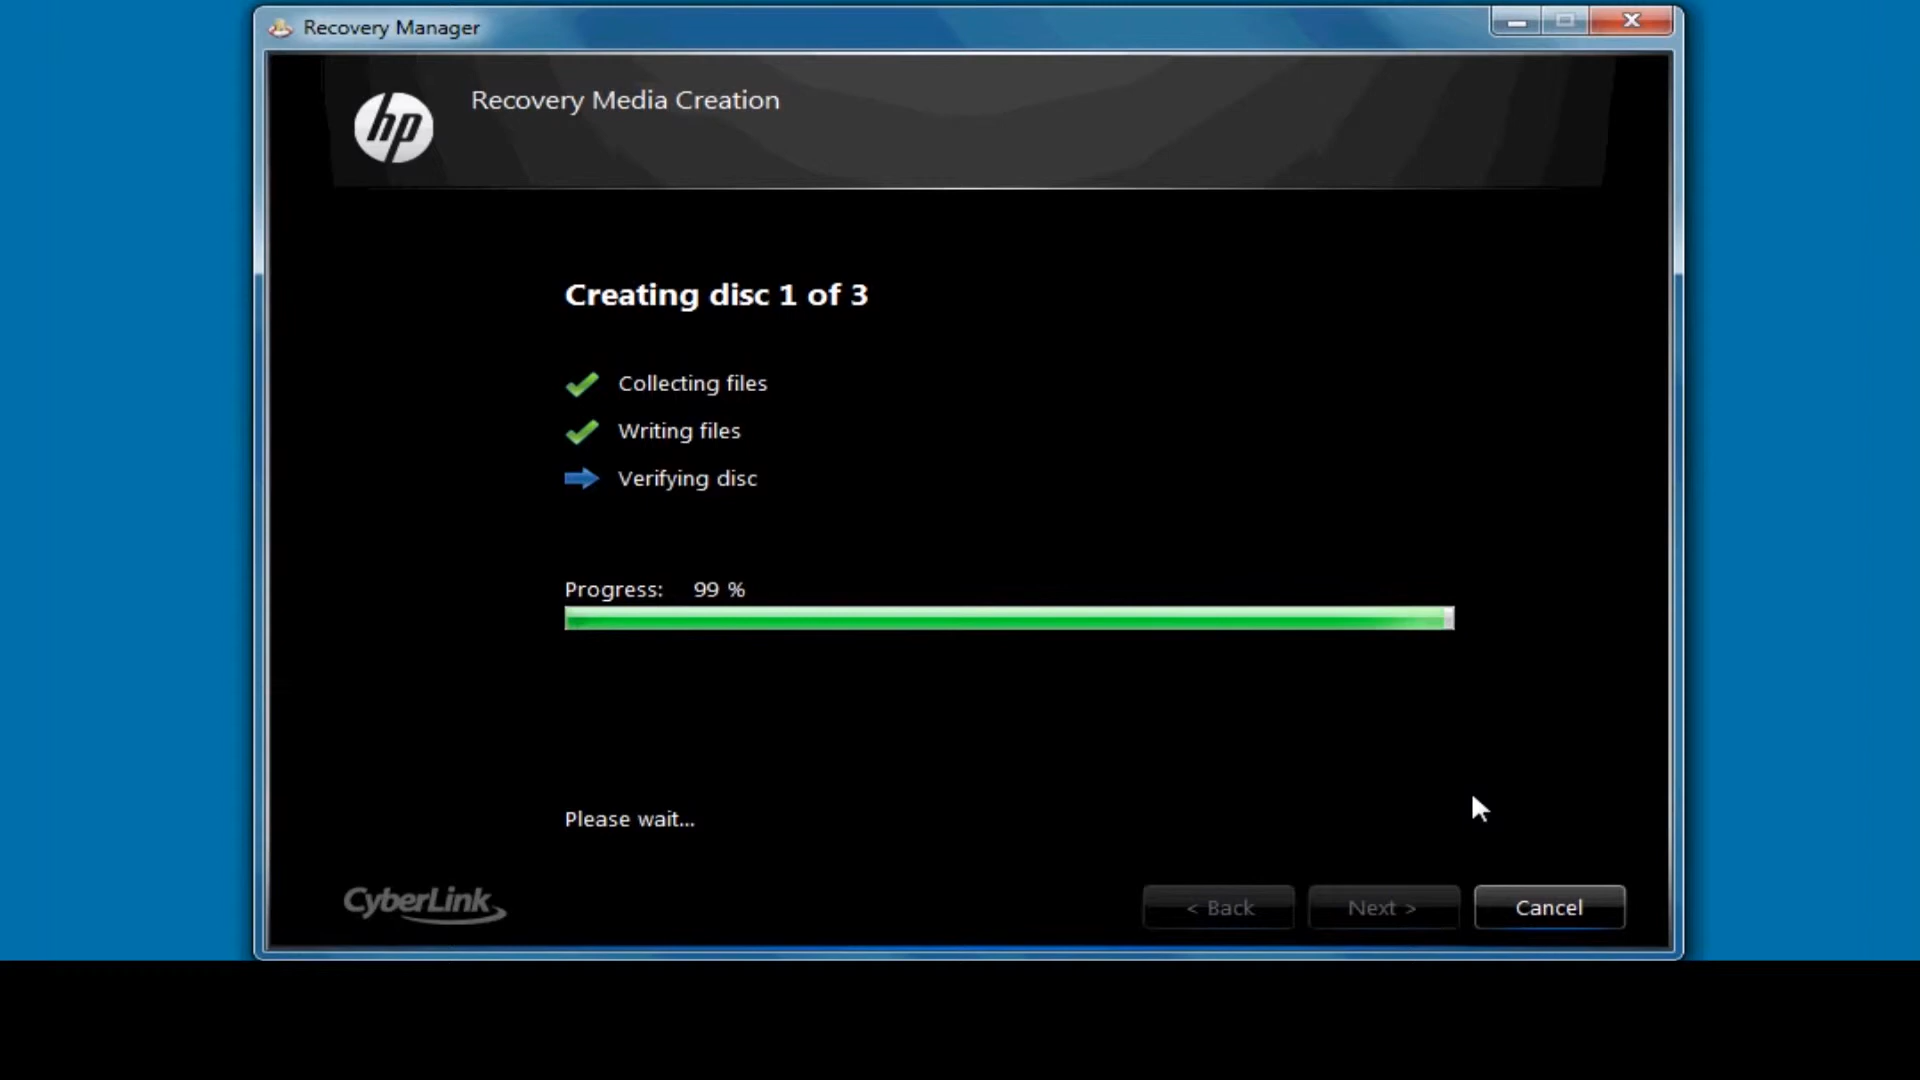 Recovery Manager
hp
Recovery Media Creation
Creating disc 1 of 3
Collecting files
Writing files
Verifying disc
Progress: 99 %
Please wait...
CyberLink
< Back Next > Cancel